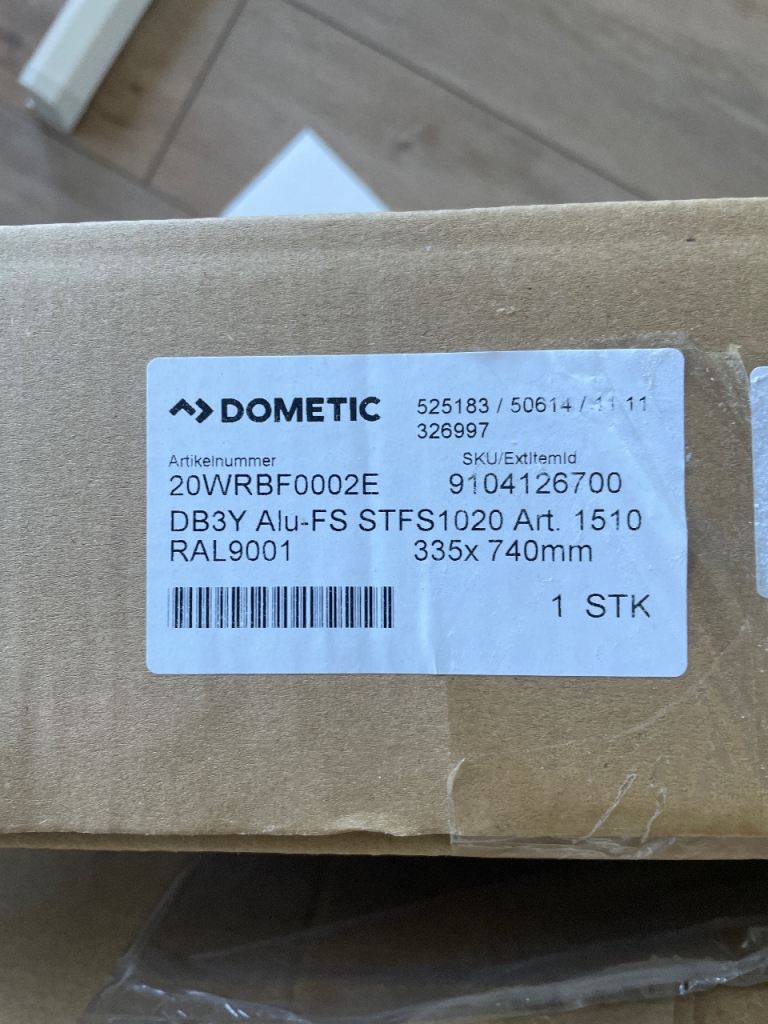 DOMETIC
525183 / 50614 / 11 11
326997
Artikelnummer SKU/ExtItemId
20WRBF0002E 9104126700
DB3Y Alu-FS STFS1020 Art. 1510
RAL9001 335x 740mm
1 STK